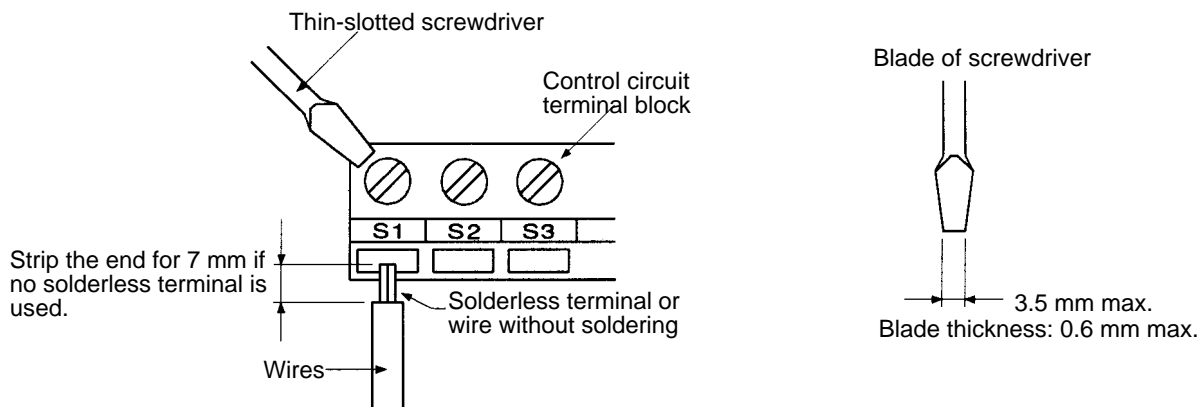 Thin-slotted screwdriver
Control circuit
terminal block
S1 S2 S3
Strip the end for 7 mm if
no solderless terminal is
used.
Solderless terminal or
wire without soldering
Wires
Blade of screwdriver
3.5 mm max.
Blade thickness: 0.6 mm max.